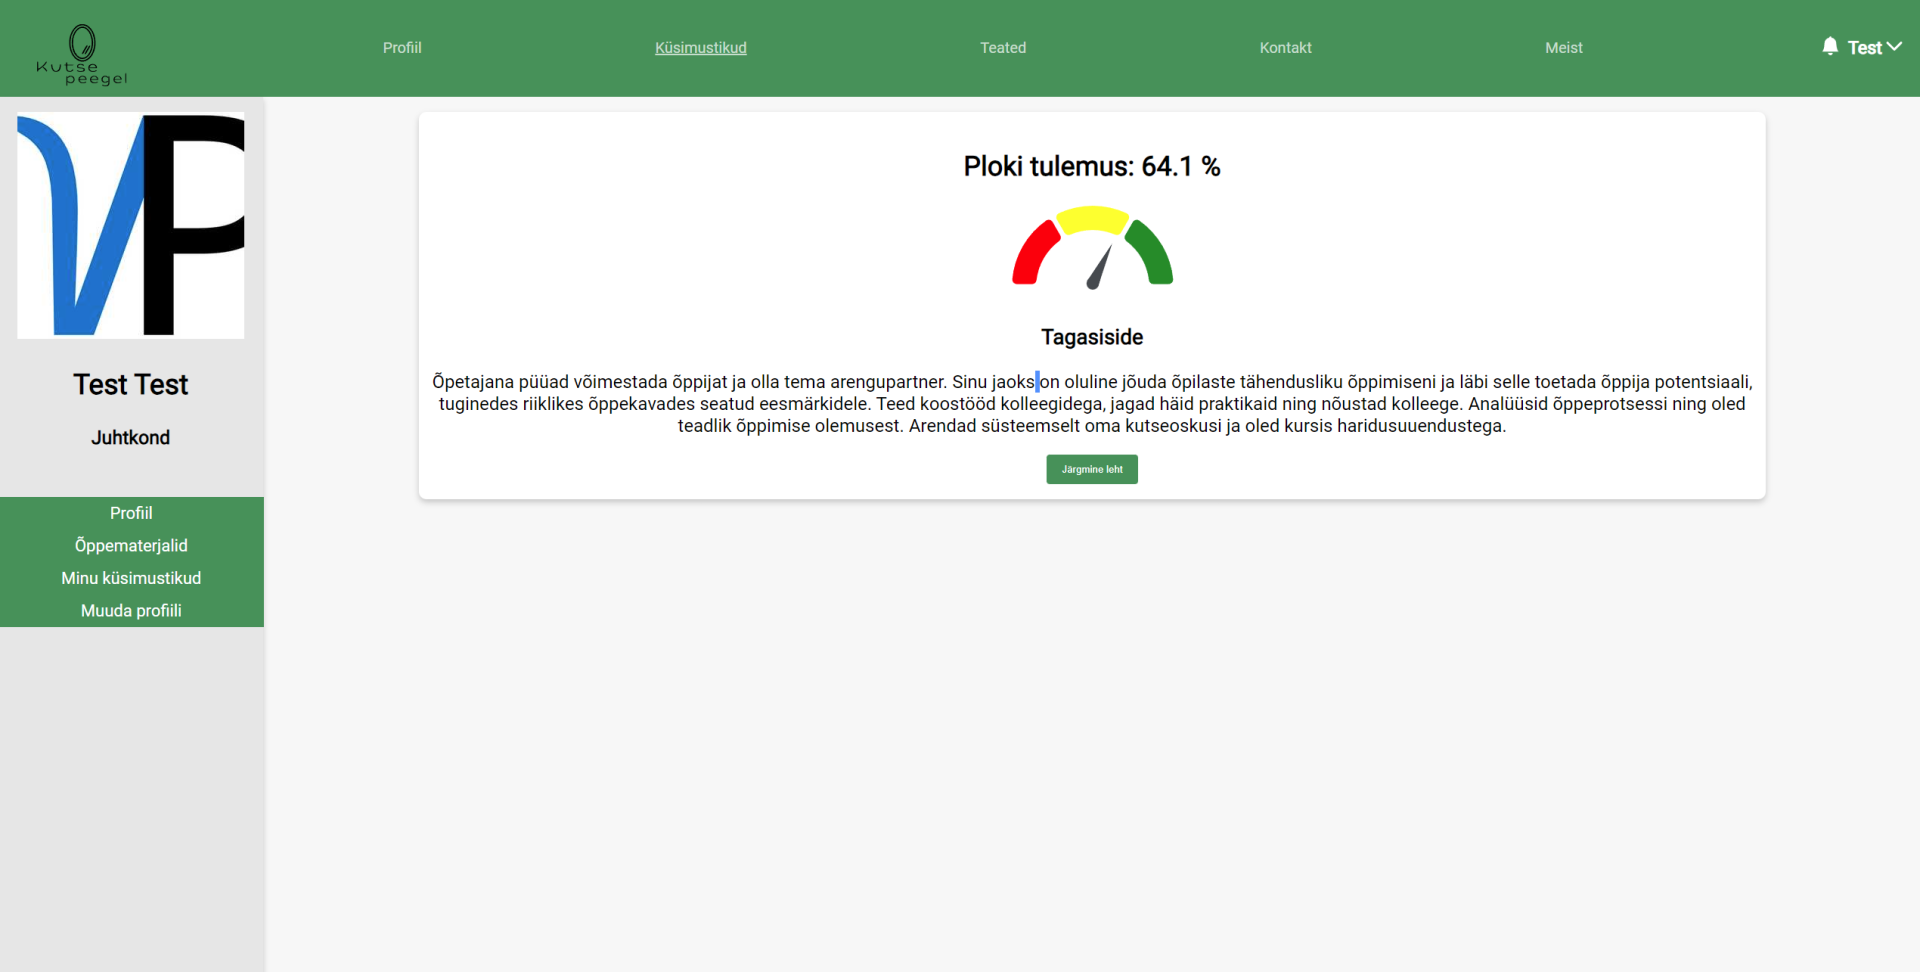 Kutse
peegel
Profiil
Küsimustikud
Teated
Kontakt
Meist
Test
VP
Test Test
Juhtkond
Profiil
Õppematerjalid
Minu küsimustikud
Muuda profiili
Ploki tulemus: 64.1 %
Tagasiside
Õpetajana püüad võimestada õppijat ja olla tema arengupartner. Sinu jaoks on oluline jõuda õpilaste tähendusliku õppimiseni ja läbi selle toetada õppija potentsiaali,
tuginedes riiklikes õppekavades seatud eesmärkidele. Teed koostööd kolleegidega, jagad häid praktikaid ning nõustad kolleege. Analüüsid õppeprotsessi ning oled
teadlik õppimise olemusest. Arendad süsteemselt oma kutseoskusi ja oled kursis haridusuuendustega.
Järgmine leht